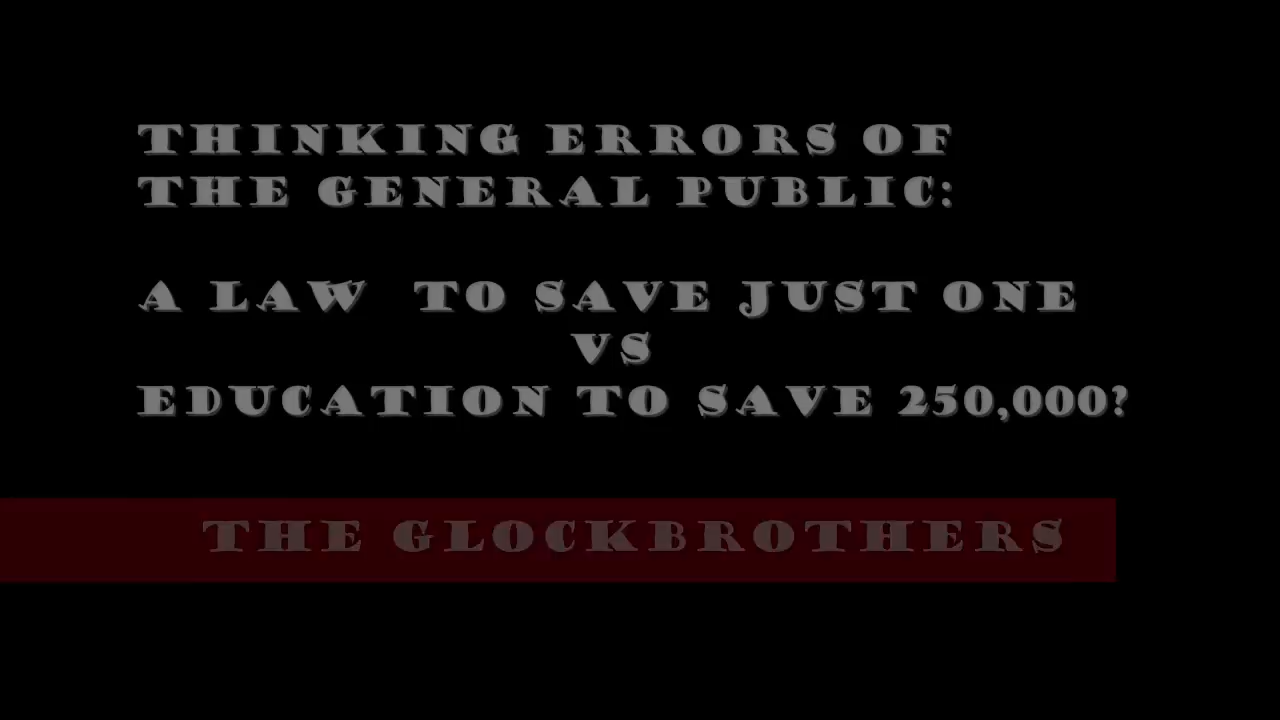 THINKING ERRORS OF
THE GENERAL PUBLIC:
A LAW TO SAVE JUST ONE
VS
EDUCATION TO SAVE 250,000?
THE GLOCKBROTHERS